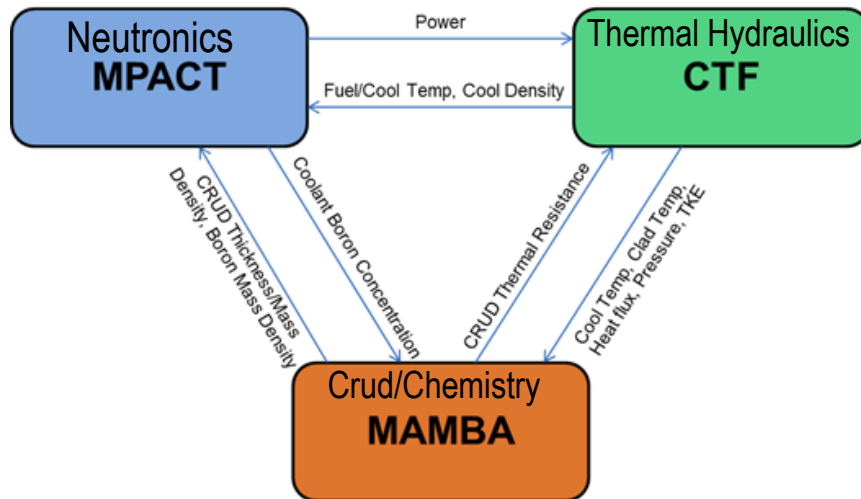 Neutronics
MPACT
Power
Thermal Hydraulics
CTF
Fuel/Cool Temp, Cool Density
CRUD Thickness/Mass
Density, Boron Mass Density
Coolant Boron Concentration
CRUD Thermal Resistance
Cool Temp, Clad Temp,
Heat flux, Pressure, TKE
Crud/Chemistry
MAMBA